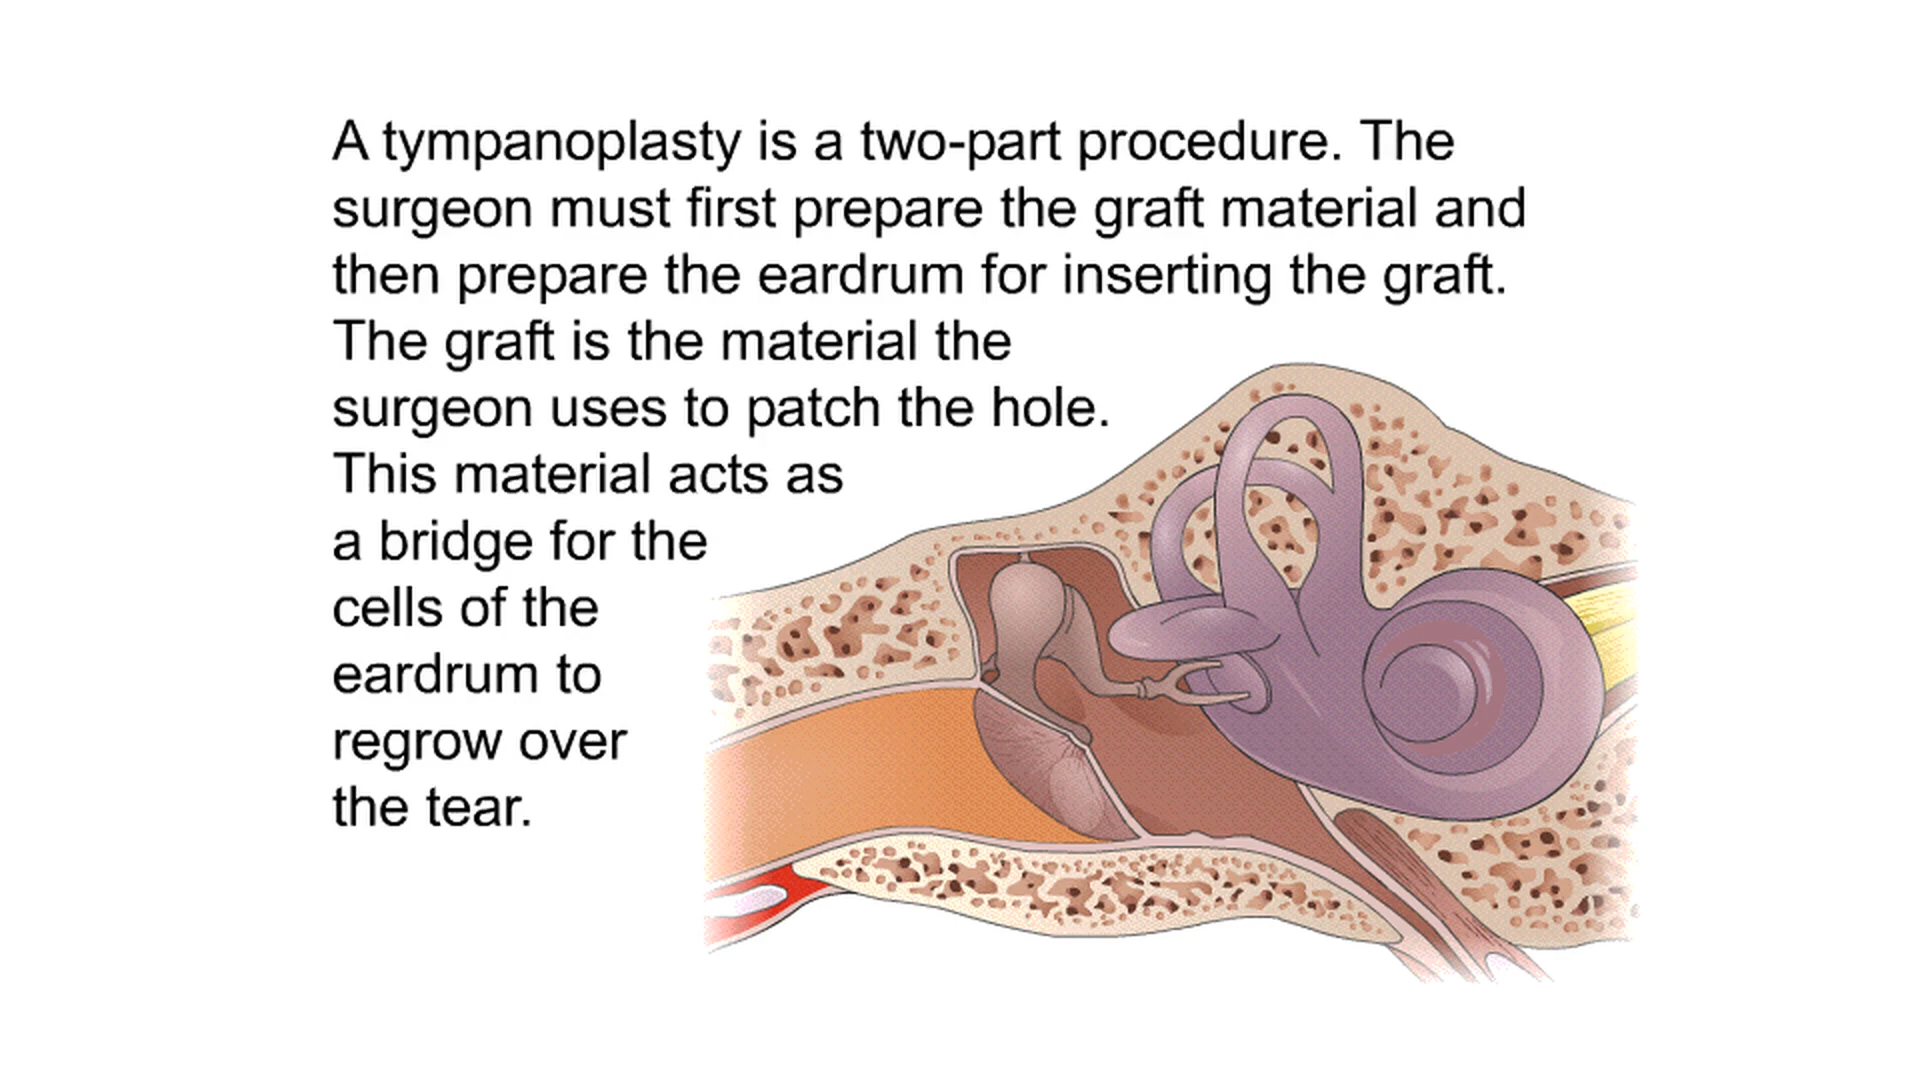 A tympanoplasty is a two-part procedure. The
surgeon must first prepare the graft material and
then prepare the eardrum for inserting the graft.
The graft is the material the
surgeon uses to patch the hole.
This material acts as
a bridge for the
cells of the
eardrum to
regrow over
the tear.